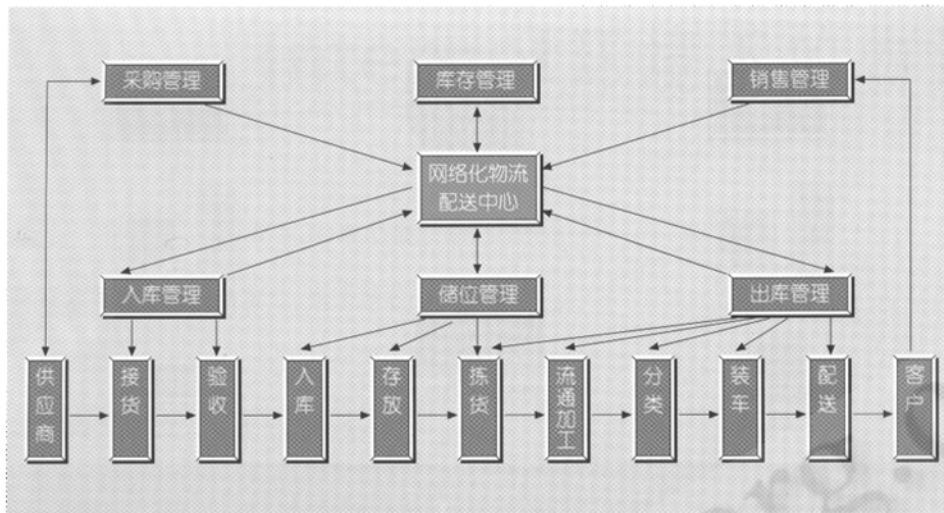 采购管理
库存管理
销售管理
网络化物流
配送中心
入库管理
储位管理
出库管理
供应商
接货
验收
入库
存放
拣货
流通加工
分类
装车
配送
客户